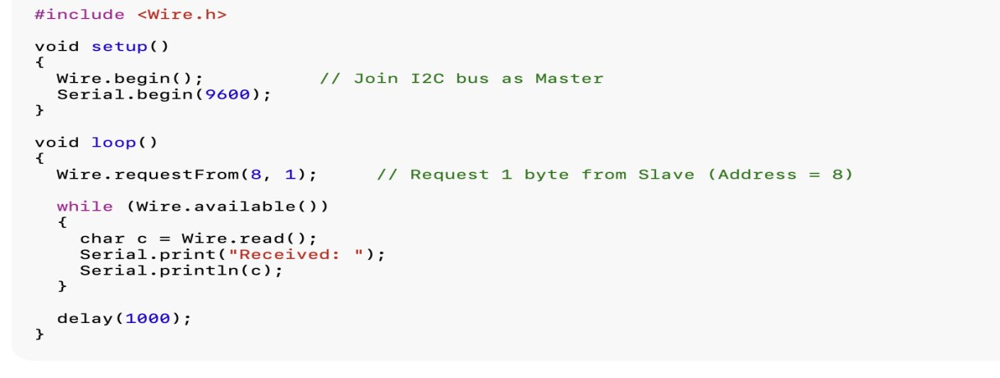 #include <Wire.h>
void setup()
{
Wire.begin(); // Join I2C bus as Master
Serial.begin(9600);
}
void loop()
{
Wire.requestFrom(8, 1); // Request 1 byte from Slave (Address = 8)
while (Wire.available())
{
char c = Wire.read();
Serial.print("Received: ");
Serial.println(c);
}
delay(1000);
}